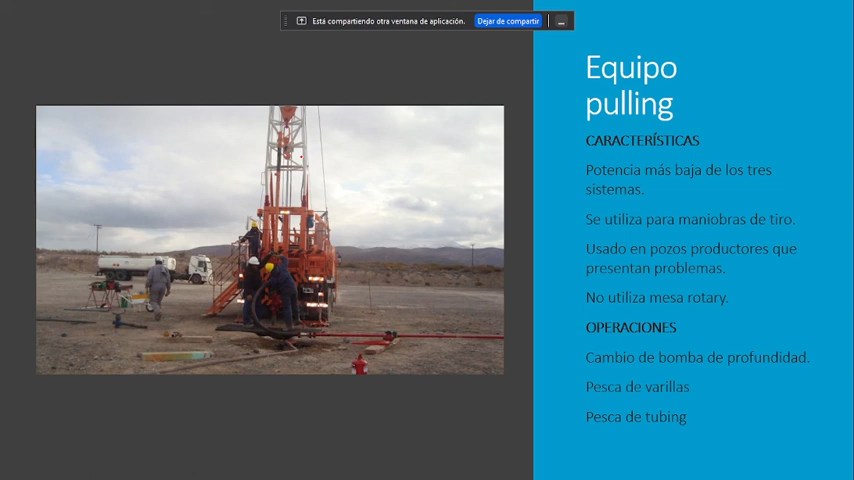 Está compartiendo otra ventana de aplicación. Dejar de compartir
Equipo
pulling
CARACTERÍSTICAS
Potencia más baja de los tres
sistemas.
Se utiliza para maniobras de tiro.
Usado en pozos productores que
presentan problemas.
No utiliza mesa rotary.
OPERACIONES
Cambio de bomba de profundidad.
Pesca de varillas
Pesca de tubing